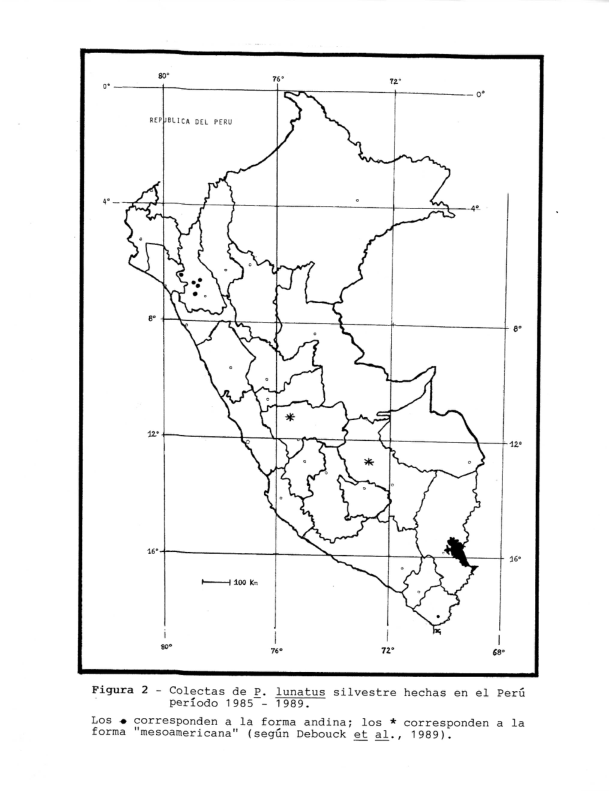 80° 76° 72°
0° 0°
REPUBLICA DEL PERU
4° 4°
8° 8°
12° 12°
16° 16°
100 Km
80° 76° 72° 68°
Figura 2 - Colectas de P. lunatus silvestre hechas en el Perú
período 1985 - 1989.
Los ● corresponden a la forma andina; los * corresponden a la
forma "mesoamericana" (según Debouck et al., 1989).